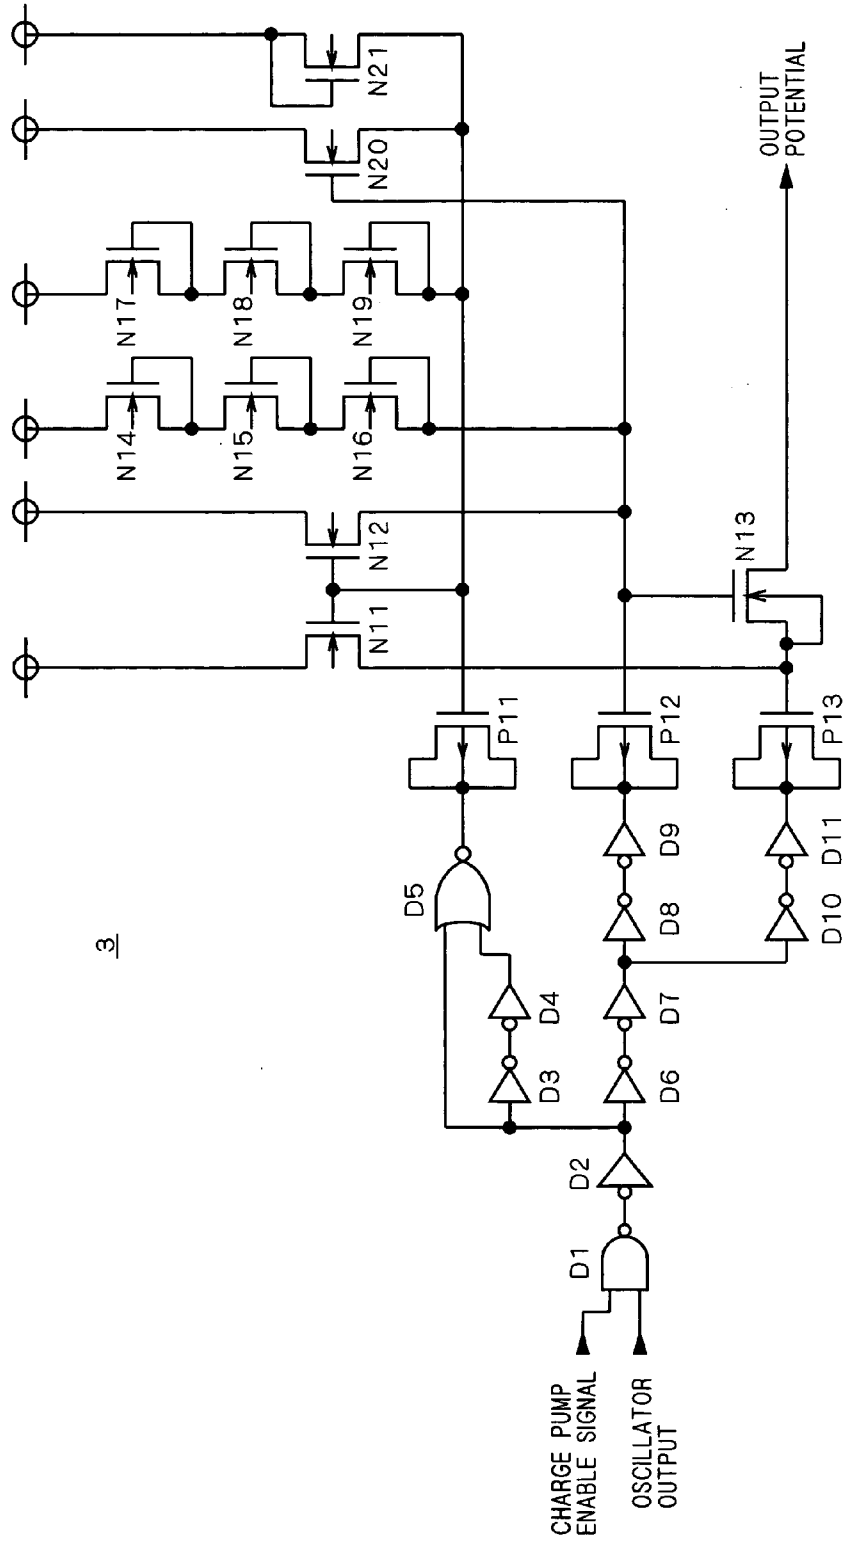 3
CHARGE PUMP
ENABLE SIGNAL
OSCILLATOR
OUTPUT
D1
D2
D3
D4
D5
D6
D7
D8
D9
D10
D11
P11
P12
P13
N11
N12
N13
N14
N15
N16
N17
N18
N19
N20
N21
OUTPUT
POTENTIAL